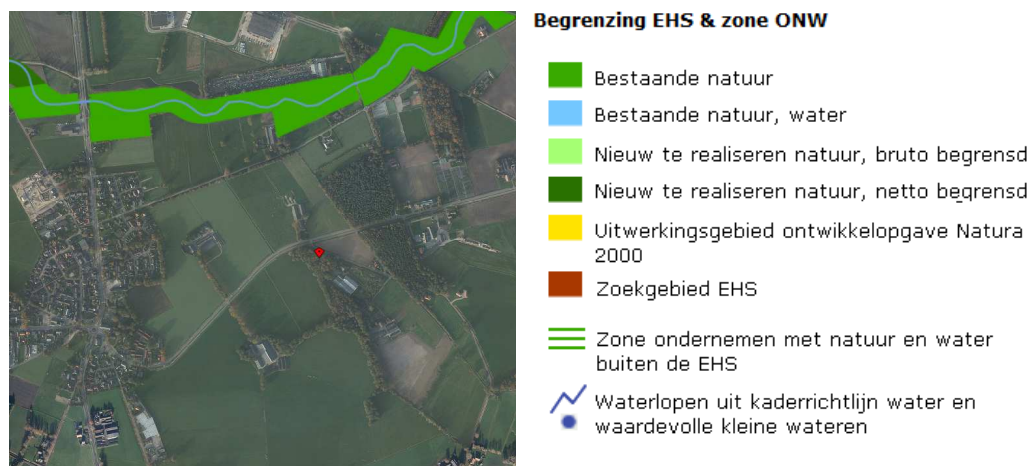 Begrenzing EHS & zone ONW
Bestaande natuur
Bestaande natuur, water
Nieuw te realiseren natuur, bruto begrensd
Nieuw te realiseren natuur, netto begrensd
Uitwerkingsgebied ontwikkelopgave Natura
2000
Zoekgebied EHS
Zone ondernemen met natuur en water
buiten de EHS
Waterlopen uit kaderrichtlijn water en
waardevolle kleine wateren